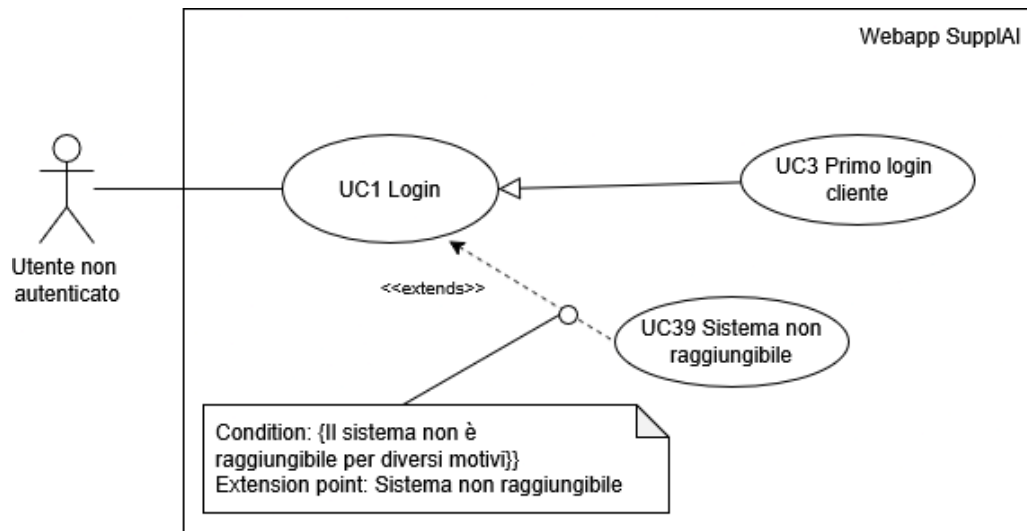 Webapp SupplAI
UC1 Login
UC3 Primo login
cliente
Utente non
autenticato
<<extends>>
UC39 Sistema non
raggiungibile
Condition: {Il sistema non è
raggiungibile per diversi motivi}}
Extension point: Sistema non raggiungibile